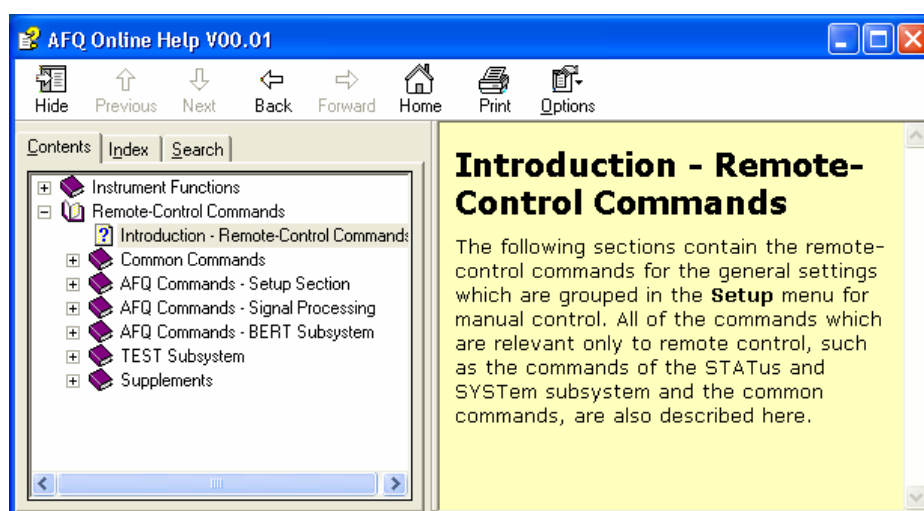 AFQ Online Help V00.01
Hide Previous Next Back Forward Home Print Options
Contents Index Search
Instrument Functions
Remote-Control Commands
Introduction - Remote-Control Commands
Common Commands
AFQ Commands - Setup Section
AFQ Commands - Signal Processing
AFQ Commands - BERT Subsystem
TEST Subsystem
Supplements
Introduction - Remote-
Control Commands
The following sections contain the remote-
control commands for the general settings
which are grouped in the Setup menu for
manual control. All of the commands which
are relevant only to remote control, such
as the commands of the STATus and
SYSTem subsystem and the common
commands, are also described here.